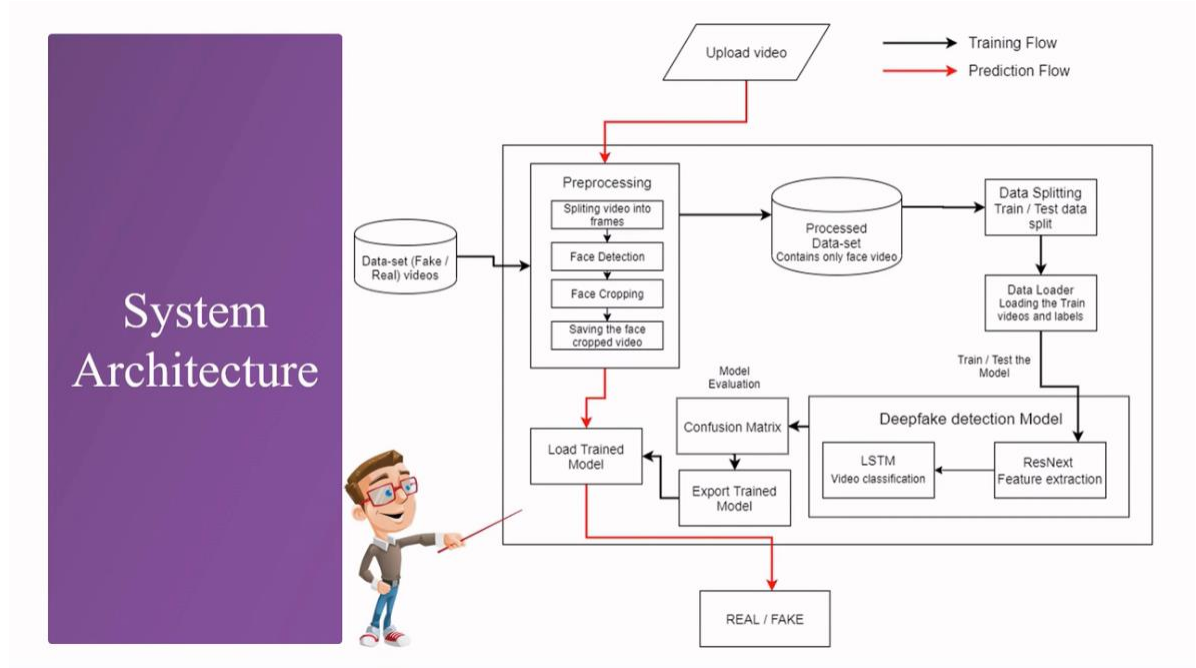 System
Architecture
Upload video
Training Flow
Prediction Flow
Data-set (Fake /
Real) videos
Preprocessing
Spliting video into
frames
Face Detection
Face Cropping
Saving the face
cropped video
Processed
Data-set
Contains only face video
Data Splitting
Train / Test data
split
Data Loader
Loading the Train
videos and labels
Train / Test the
Model
Deepfake detection Model
ResNext
Feature extraction
LSTM
Video classification
Model
Evaluation
Confusion Matrix
Export Trained
Model
Load Trained
Model
REAL / FAKE